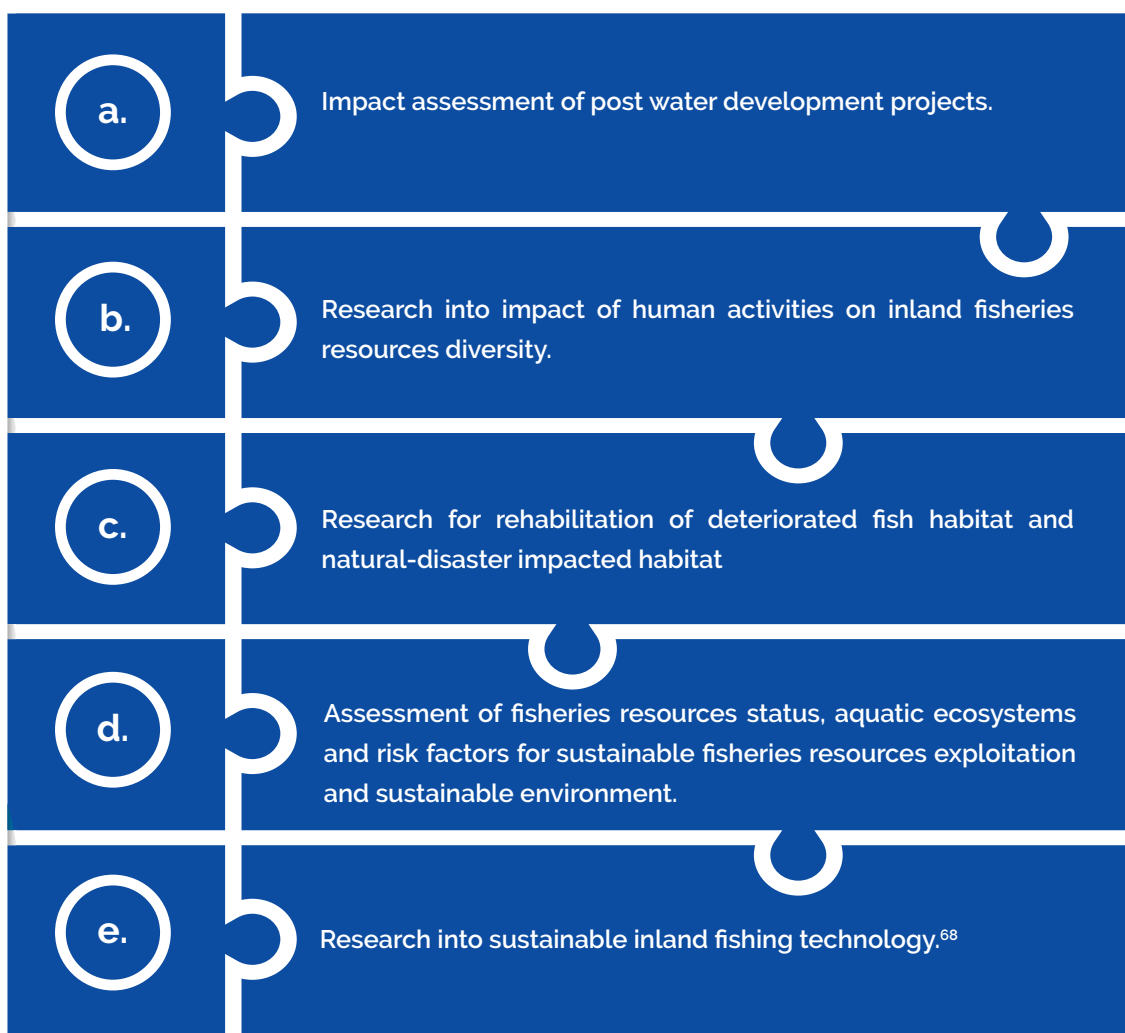 a.
Impact assessment of post water development projects.
b.
Research into impact of human activities on inland fisheries
resources diversity.
c.
Research for rehabilitation of deteriorated fish habitat and
natural-disaster impacted habitat
d.
Assessment of fisheries resources status, aquatic ecosystems
and risk factors for sustainable fisheries resources exploitation
and sustainable environment.
e.
Research into sustainable inland fishing technology.⁶⁸